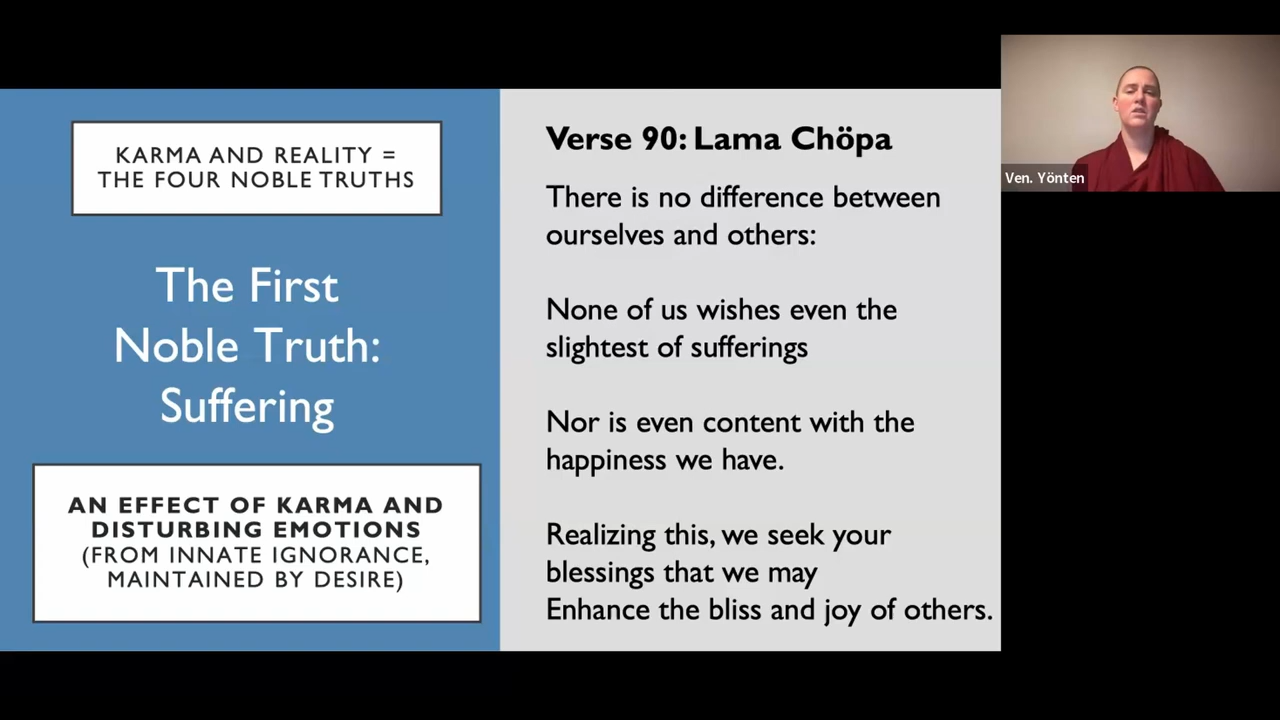 KARMA AND REALITY =
THE FOUR NOBLE TRUTHS
The First
Noble Truth:
Suffering
AN EFFECT OF KARMA AND
DISTURBING EMOTIONS
(FROM INNATE IGNORANCE,
MAINTAINED BY DESIRE)
Verse 90: Lama Chöpa
There is no difference between
ourselves and others:
None of us wishes even the
slightest of sufferings
Nor is even content with the
happiness we have.
Realizing this, we seek your
blessings that we may
Enhance the bliss and joy of others.
Ven. Yönten